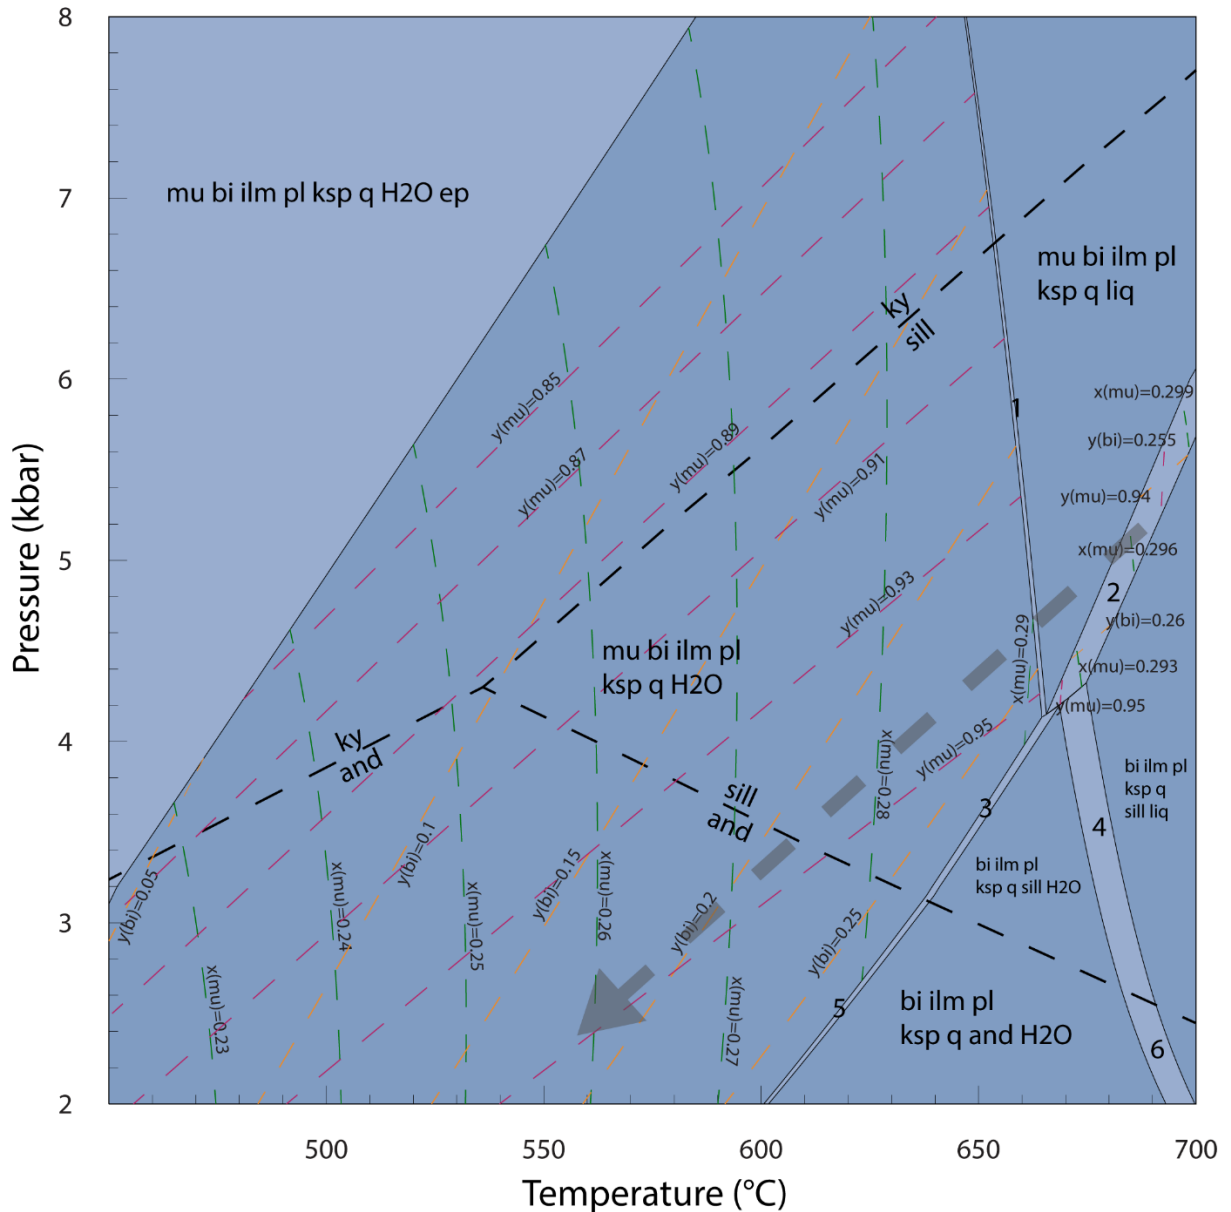 8
mu bi ilm pl ksp q H2O ep
7
mu bi ilm pl
ksp q liq
ky
sill
6
x(mu)=0.299
y(mu)=0.85
1
y(bi)=0.255
y(mu)=0.89
y(mu)=0.87
y(mu)=0.91
y(mu)=0.94
5
x(mu)=0.296
2
y(mu)=0.93
y(bi)=0.26
mu bi ilm pl
ksp q H2O
x(mu)=0.29
x(mu)=0.293
y(mu)=0.95
4
ky
and
y(mu)=0.95
x(mu)=0.28
bi ilm pl
ksp q
sill liq
sill
and
3
4
y(bi)=0.1
y(bi)=0.15
y(bi)=0.05
x(mu)=0.24
x(mu)=0.26
bi ilm pl
ksp q sill H2O
3
x(mu)=0.25
y(bi)=0.2
y(bi)=0.25
x(mu)=0.23
x(mu)=0.27
5
bi ilm pl
ksp q and H2O
6
2
500
550
600
650
700
Temperature (°C)
Pressure (kbar)